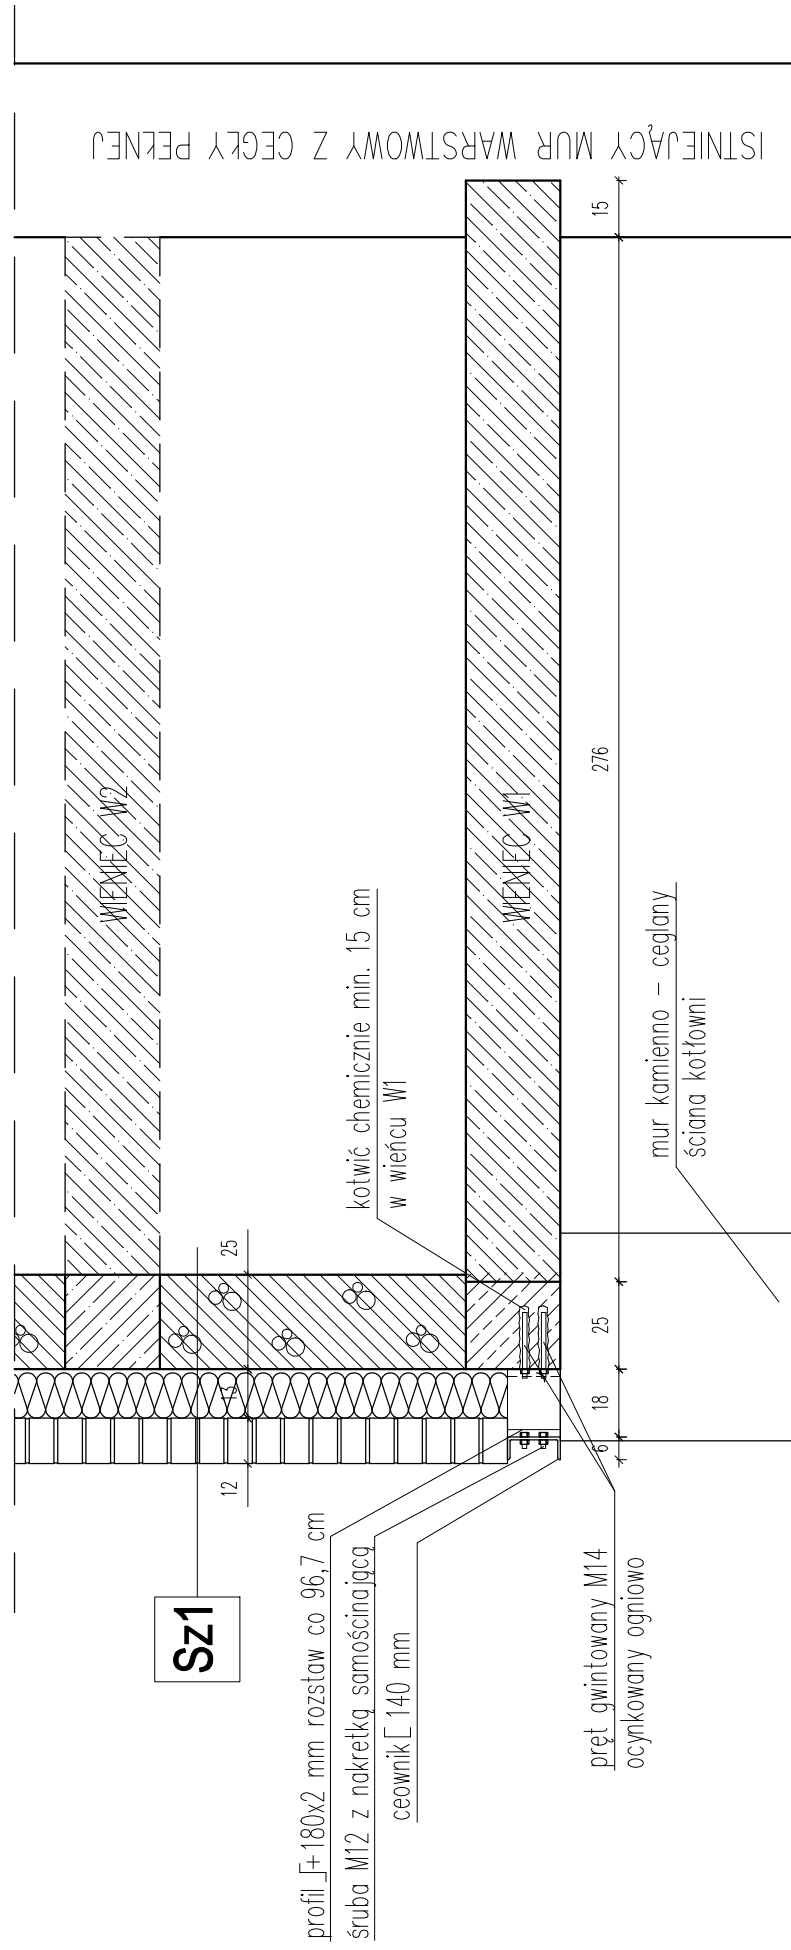 ISTNIEJĄCY MUR WARSTWOWY Z CEGŁY PEŁNEJ
15
276
WIENIEC W2
WIENIEC W1
kotwić chemicznie min. 15 cm
w wieńcu W1
mur kamienno - ceglany
ściana kotłowni
25
25
13
18
12
6
Sz1
profil 180x2 mm rozstaw co 96,7 cm
śruba M12 z nakretką samościnającą
ceownik [ 140 mm
pręt gwintowany M14
ocynkowany ogniowo